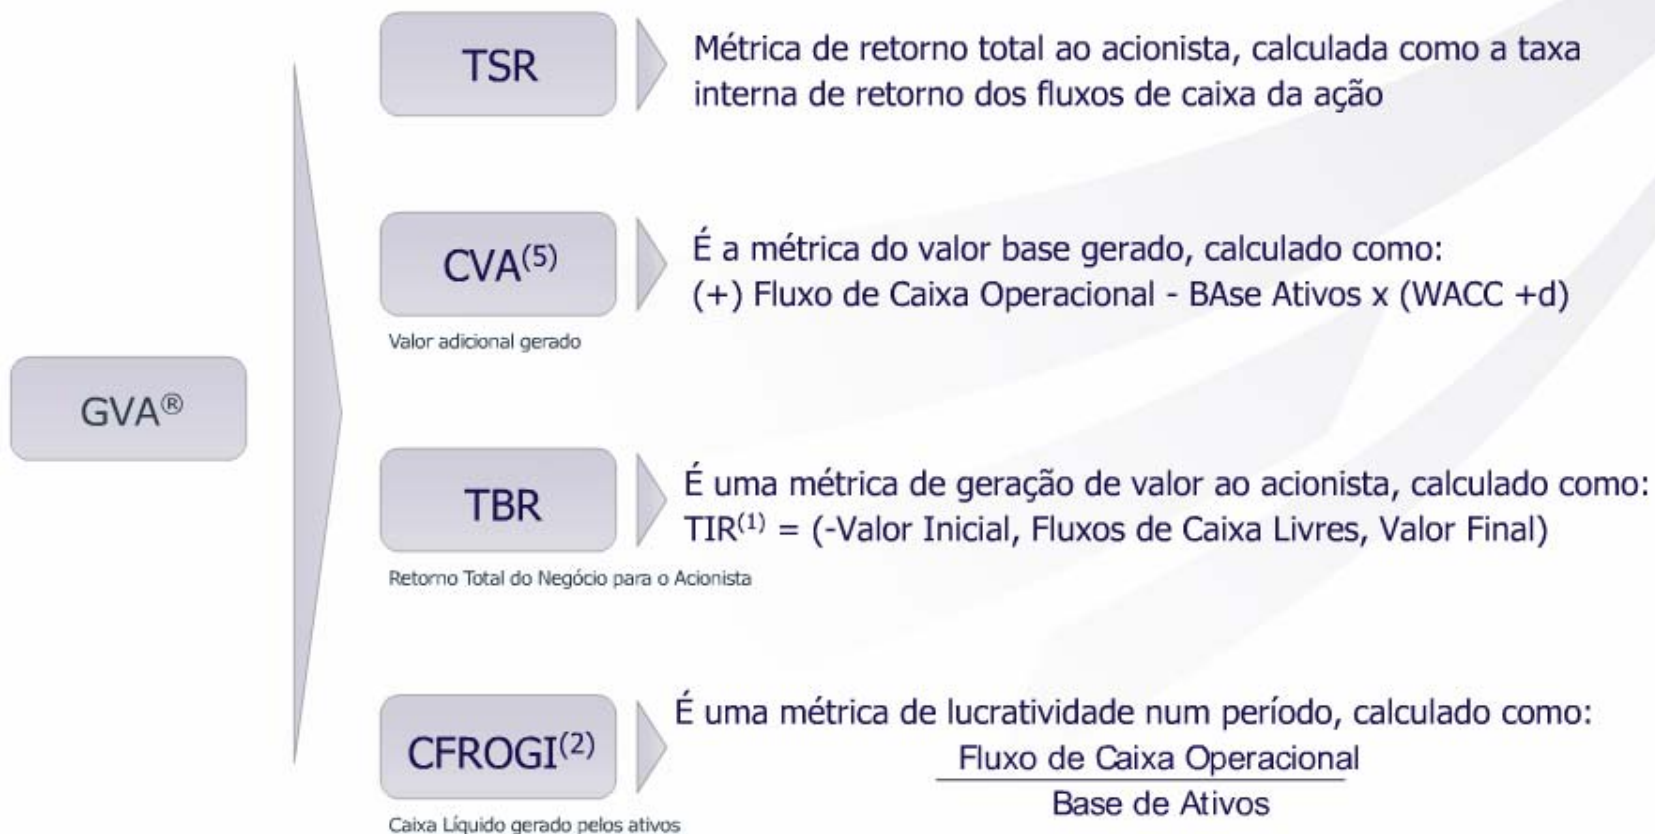 GVA®
TSR
Métrica de retorno total ao acionista, calculada como a taxa
interna de retorno dos fluxos de caixa da ação
CVA(5)
É a métrica do valor base gerado, calculado como:
(+) Fluxo de Caixa Operacional - BAse Ativos x (WACC +d)
Valor adicional gerado
TBR
É uma métrica de geração de valor ao acionista, calculado como:
TIR(1) = (-Valor Inicial, Fluxos de Caixa Livres, Valor Final)
Retorno Total do Negócio para o Acionista
CFROGI(2)
É uma métrica de lucratividade num período, calculado como:
Fluxo de Caixa Operacional
Base de Ativos
Caixa Líquido gerado pelos ativos